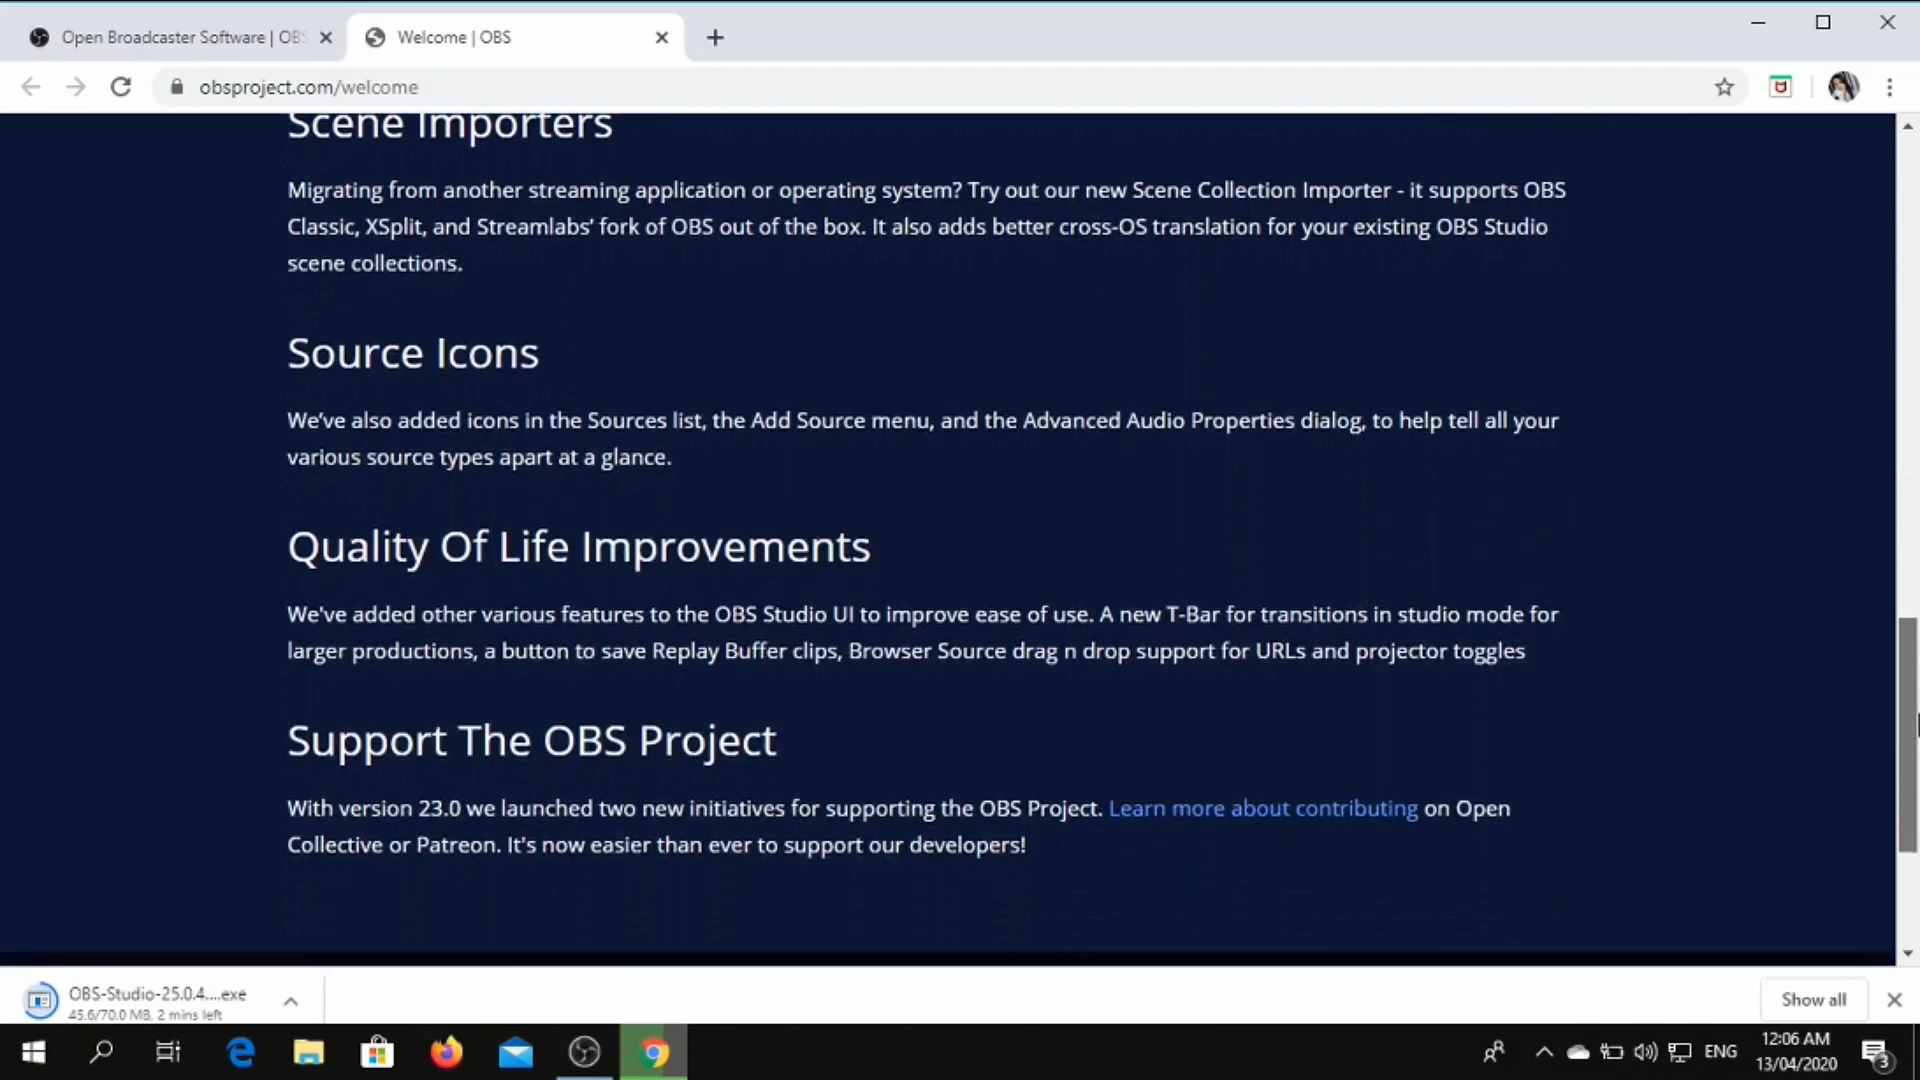 Open Broadcaster Software | OBS
Welcome | OBS
obsproject.com/welcome
Scene Importers
Migrating from another streaming application or operating system? Try out our new Scene Collection Importer - it supports OBS
Classic, XSplit, and Streamlabs’ fork of OBS out of the box. It also adds better cross-OS translation for your existing OBS Studio
scene collections.
Source Icons
We’ve also added icons in the Sources list, the Add Source menu, and the Advanced Audio Properties dialog, to help tell all your
various source types apart at a glance.
Quality Of Life Improvements
We've added other various features to the OBS Studio UI to improve ease of use. A new T-Bar for transitions in studio mode for
larger productions, a button to save Replay Buffer clips, Browser Source drag n drop support for URLs and projector toggles
Support The OBS Project
With version 23.0 we launched two new initiatives for supporting the OBS Project. Learn more about contributing on Open
Collective or Patreon. It's now easier than ever to support our developers!
OBS-Studio-25.0.4....exe
45.6/70.0 MB, 2 mins left
Show all
ENG
12:06 AM
13/04/2020
3